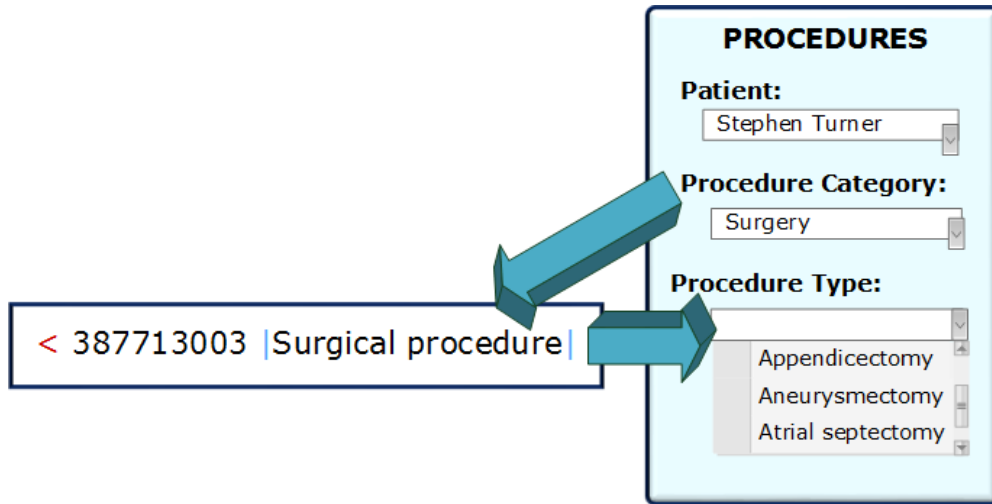 PROCEDURES
Patient:
Stephen Turner
Procedure Category:
Surgery
Procedure Type:
< 387713003 |Surgical procedure|
Appendicectomy
Aneurysmectomy
Atrial septectomy